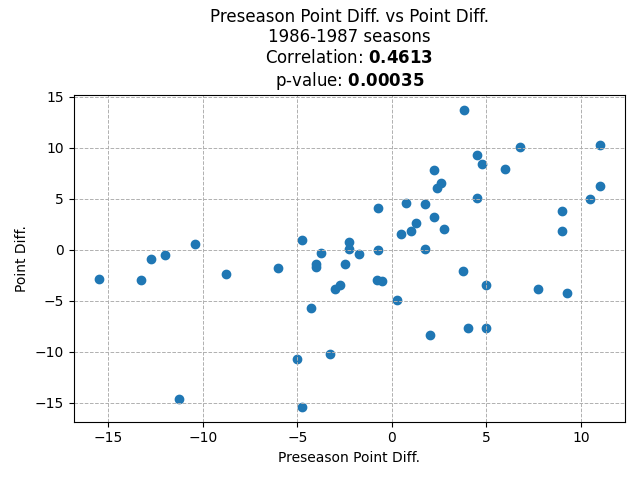 Preseason Point Diff. vs Point Diff.
1986-1987 seasons
Correlation: 0.4613
p-value: 0.00035
15
10
5
0
−5
−10
−15
Point Diff.
−15
−10
−5
0
5
10
Preseason Point Diff.